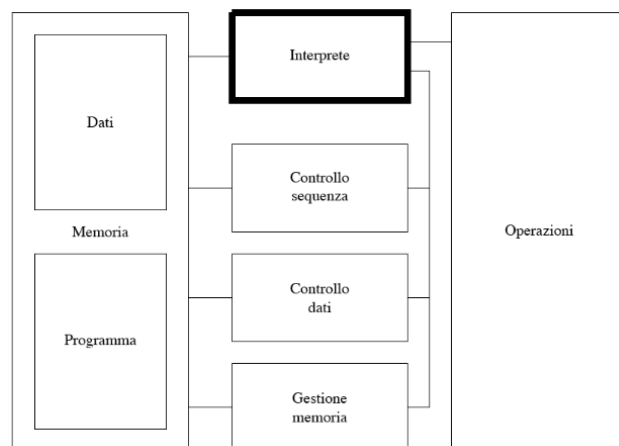 Dati
Memoria
Programma
Interprete
Controllo
sequenza
Controllo
dati
Gestione
memoria
Operazioni